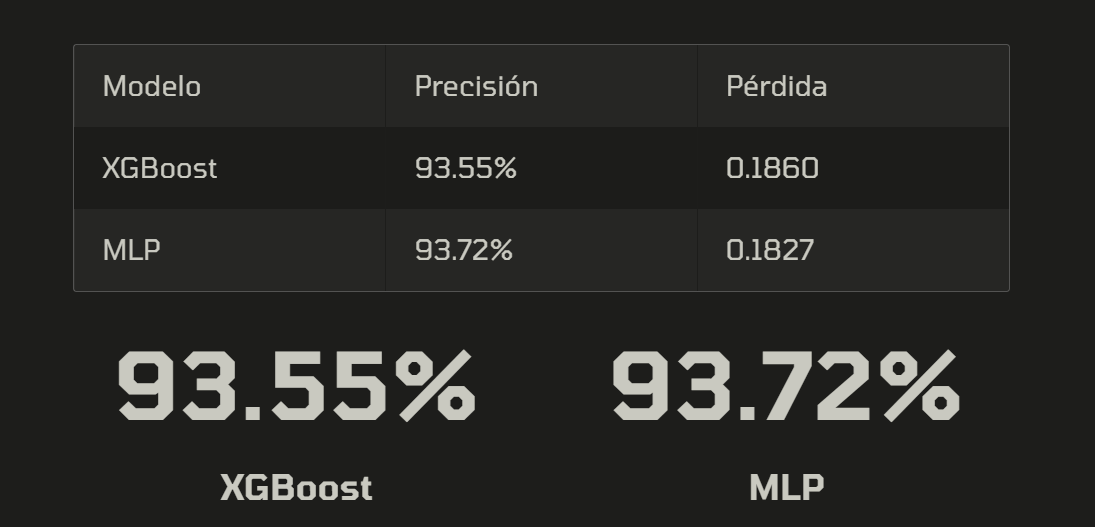 Modelo Precisión Pérdida
XGBoost 93.55% 0.1860
MLP 93.72% 0.1827
93.55% 93.72%
XGBoost MLP